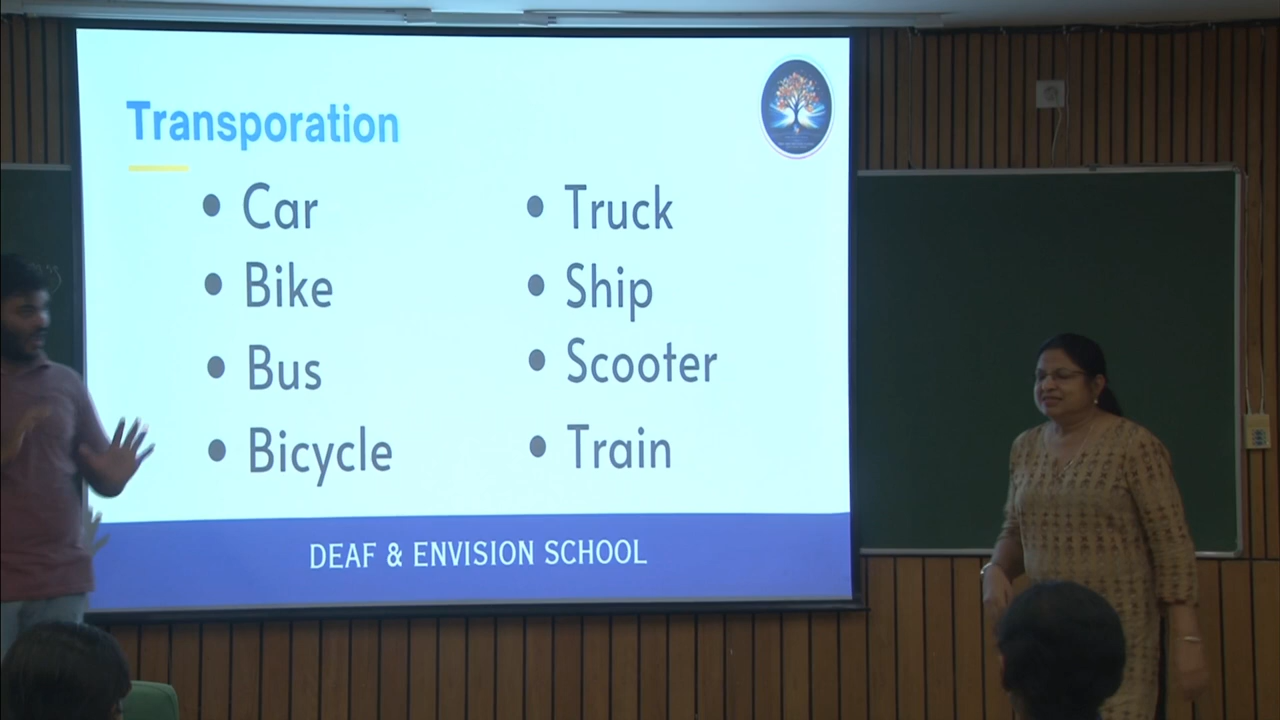 Transporation
• Car
• Bike
• Bus
• Bicycle
• Truck
• Ship
• Scooter
• Train
DEAF & ENVISION SCHOOL